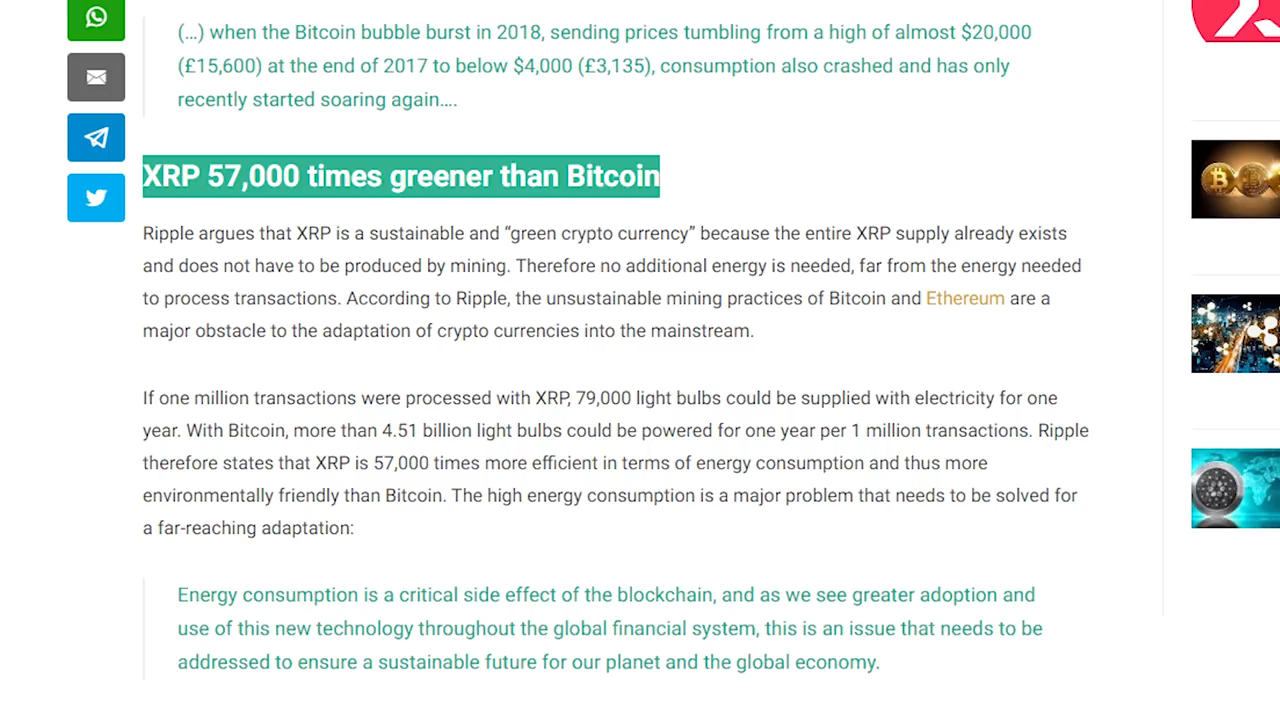 (…) when the Bitcoin bubble burst in 2018, sending prices tumbling from a high of almost $20,000
(£15,600) at the end of 2017 to below $4,000 (£3,135), consumption also crashed and has only
recently started soaring again….
XRP 57,000 times greener than Bitcoin
Ripple argues that XRP is a sustainable and “green crypto currency” because the entire XRP supply already exists
and does not have to be produced by mining. Therefore no additional energy is needed, far from the energy needed
to process transactions. According to Ripple, the unsustainable mining practices of Bitcoin and Ethereum are a
major obstacle to the adaptation of crypto currencies into the mainstream.
If one million transactions were processed with XRP, 79,000 light bulbs could be supplied with electricity for one
year. With Bitcoin, more than 4.51 billion light bulbs could be powered for one year per 1 million transactions. Ripple
therefore states that XRP is 57,000 times more efficient in terms of energy consumption and thus more
environmentally friendly than Bitcoin. The high energy consumption is a major problem that needs to be solved for
a far-reaching adaptation:
Energy consumption is a critical side effect of the blockchain, and as we see greater adoption and
use of this new technology throughout the global financial system, this is an issue that needs to be
addressed to ensure a sustainable future for our planet and the global economy.